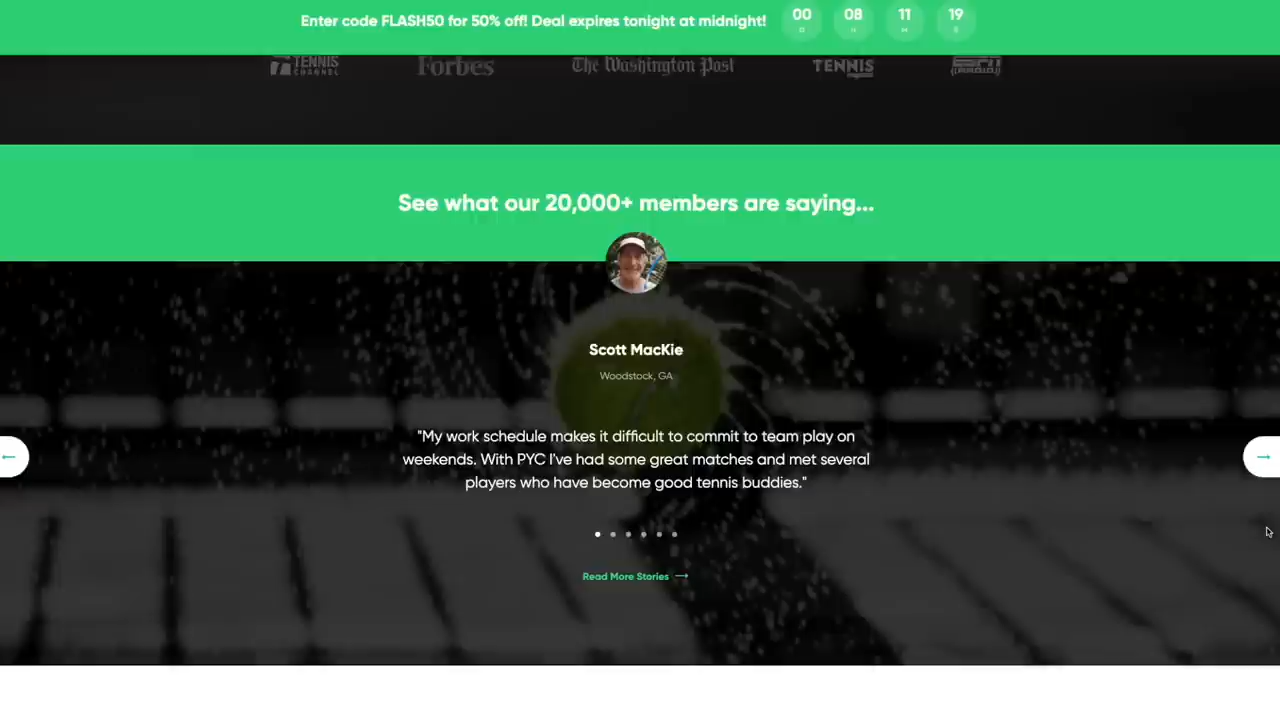 Enter code FLASH50 for 50% off! Deal expires tonight at midnight!
00 08 11 19
D H M S
TENNIS CHANNEL Forbes The Washington Post TENNIS ESPN
See what our 20,000+ members are saying...
Scott MacKie
Woodstock, GA
"My work schedule makes it difficult to commit to team play on
weekends. With PYC I've had some great matches and met several
players who have become good tennis buddies."
Read More Stories